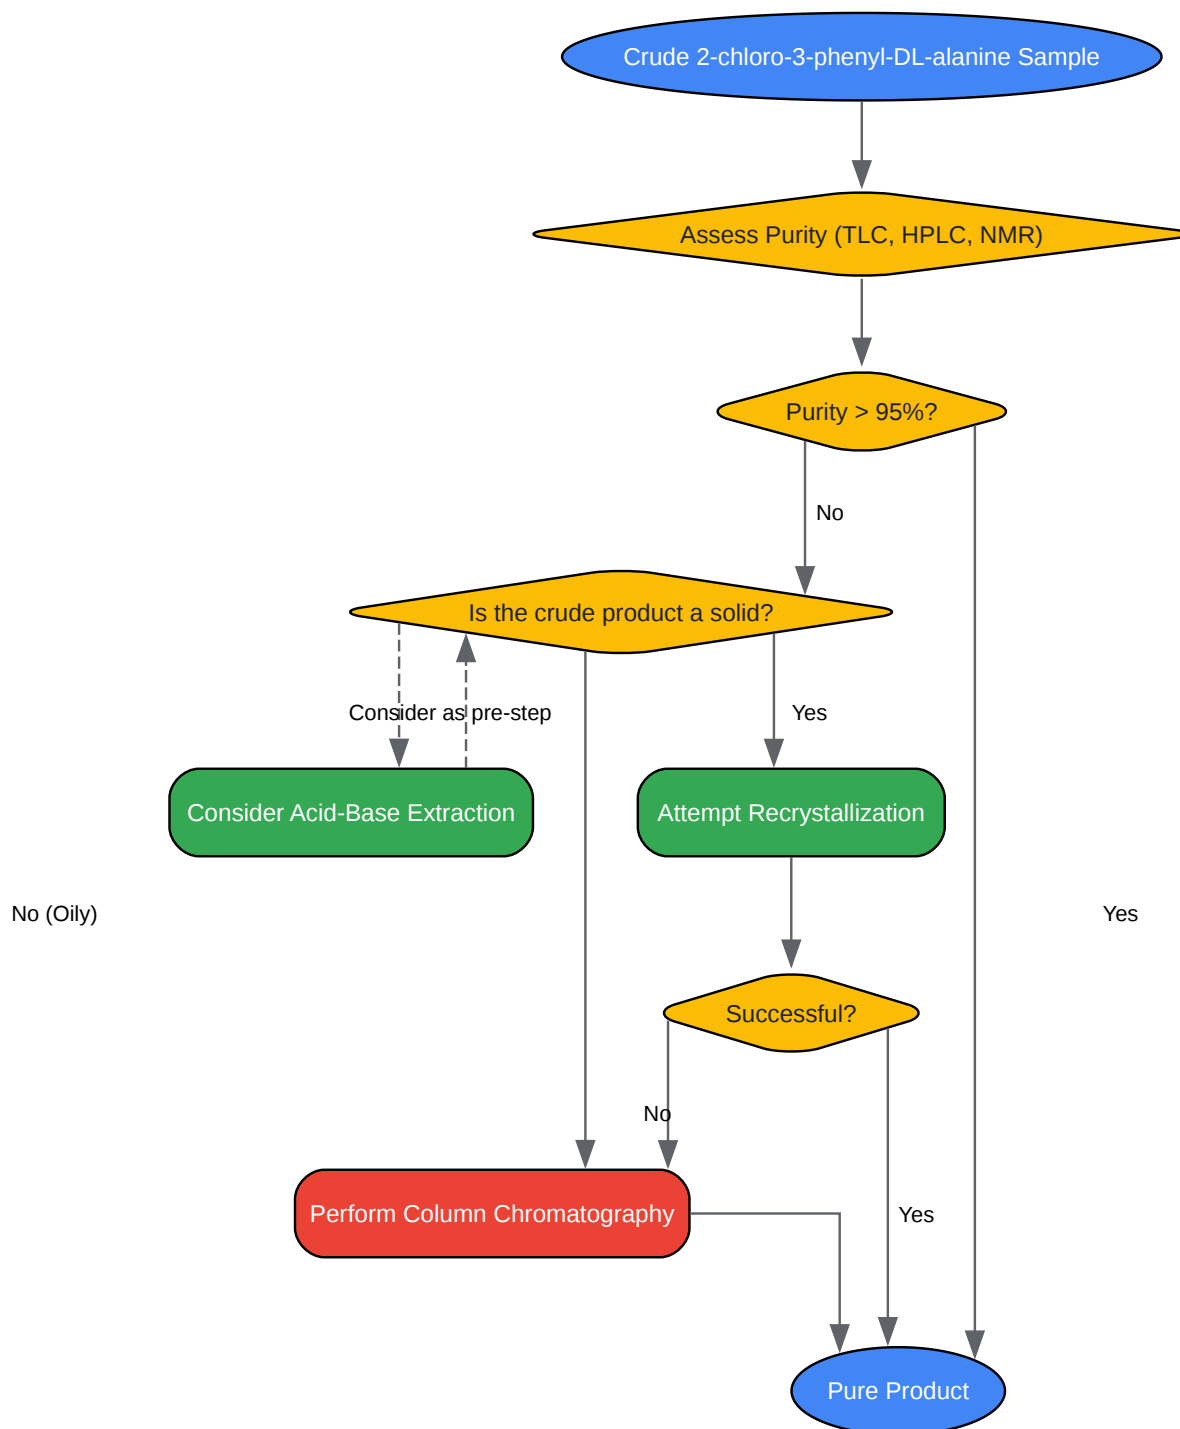 Crude 2-chloro-3-phenyl-DL-alanine Sample
Assess Purity (TLC, HPLC, NMR)
Purity > 95%?
No
Is the crude product a solid?
Consider as pre-step
Yes
Consider Acid-Base Extraction
Attempt Recrystallization
No (Oily)
Yes
Successful?
No
Perform Column Chromatography
Yes
Pure Product